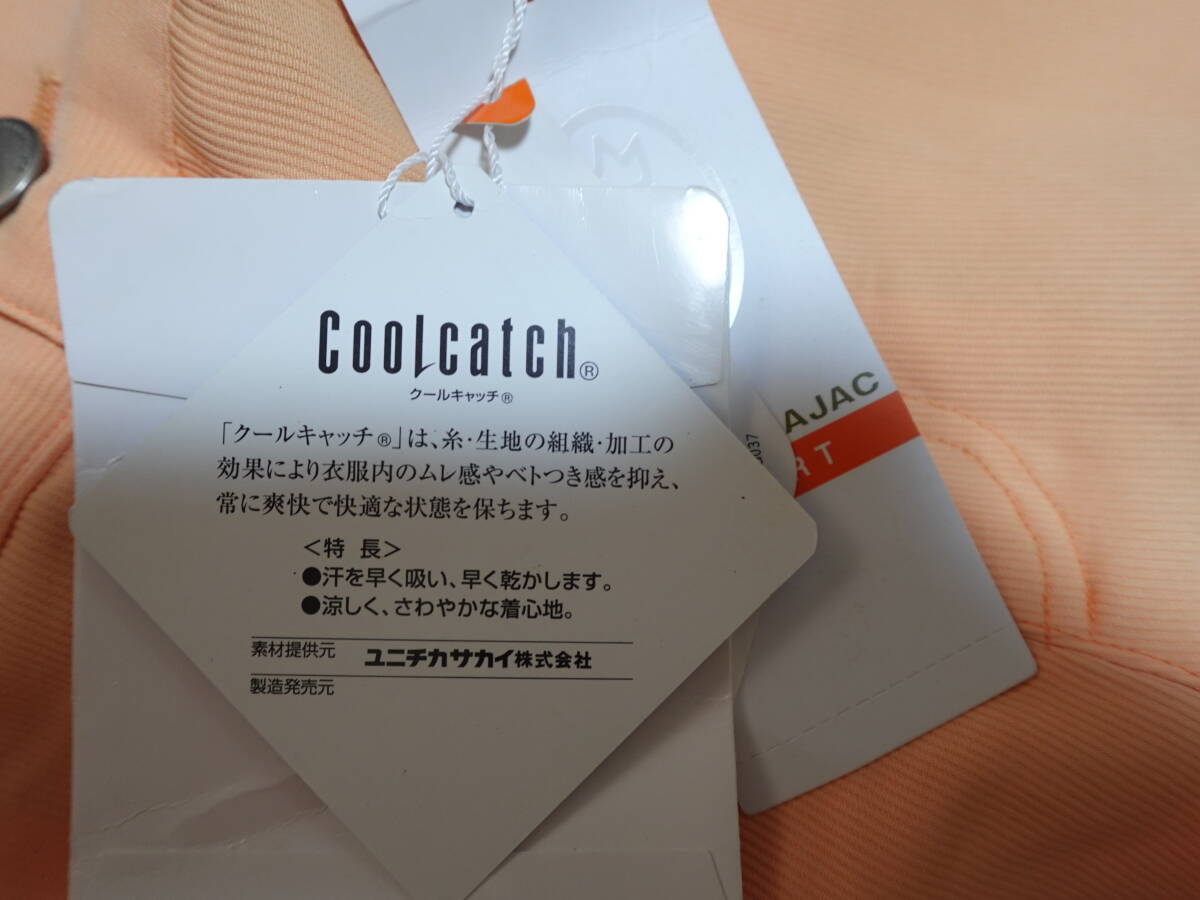 Coolcatch®
クールキャッチ®
「クールキャッチ®」は、糸・生地の組織・加工の
効果により衣服内のムレ感やベトつき感を抑え、
常に爽快で快適な状態を保ちます。
＜特 長＞
●汗を早く吸い、早く乾かします。
●涼しく、さわやかな着心地。
素材提供元 ユニチカサカイ株式会社
製造発売元
M
AJAC
RT
037